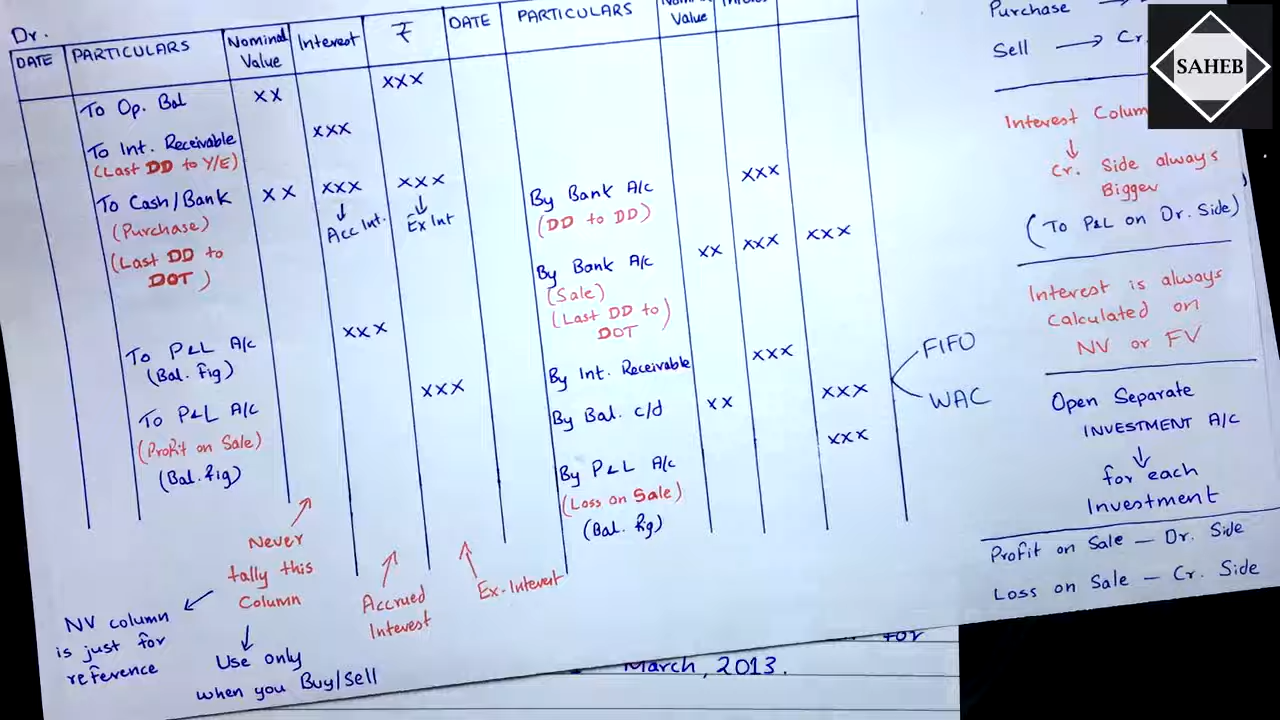 Dr.
DATE PARTICULARS Nominal Value Interest ₹ DATE PARTICULARS Value
To Op. Bal XX XXX
To Int. Receivable XXX
(Last DD to Y/E)
To Cash/Bank XX XXX XXX
(Purchase) Acc Int. Ex Int
(Last DD to
DOT)
To P&L A/c XXX
(Bal. Fig)
To P&L A/c XXX
(Profit on Sale)
(Bal. fig)
By Bank A/c XXX
(DD to DD)
By Bank A/c XX XXX XXX
(Sale)
(Last DD to)
DOT
By Int. Receivable XXX
By Bal. c/d XX XXX
FIFO
WAC
By P&L A/c XXX
(Loss on Sale)
(Bal. fig)
Never
tally this
Column
NV column
is just for
reference
Use only
when you Buy/Sell
Accrued
Interest
Ex-Interest
Purchase
Sell → Cr.
Interest
Cr. Side always
Bigger
(To P&L on Dr. Side)
Interest is always
Calculated on
NV or FV
Open Separate
INVESTMENT A/C
for each
Investment
Profit on Sale — Dr. Side
Loss on Sale — Cr. Side
for
March, 2013.
SAHEB